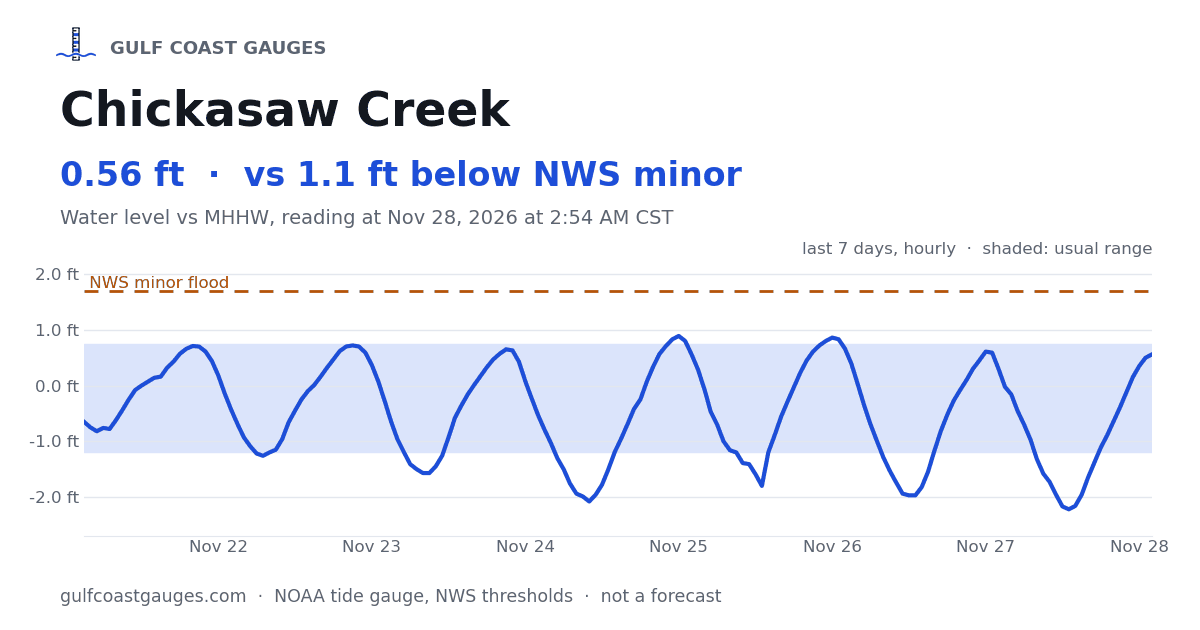 GULF COAST GAUGES
Chickasaw Creek
0.56 ft · vs 1.1 ft below NWS minor
Water level vs MHHW, reading at Nov 28, 2026 at 2:54 AM CST
last 7 days, hourly · shaded: usual range
2.0 ft
NWS minor flood
1.0 ft
0.0 ft
-1.0 ft
-2.0 ft
Nov 22 Nov 23 Nov 24 Nov 25 Nov 26 Nov 27 Nov 28
gulfcoastgauges.com · NOAA tide gauge, NWS thresholds · not a forecast